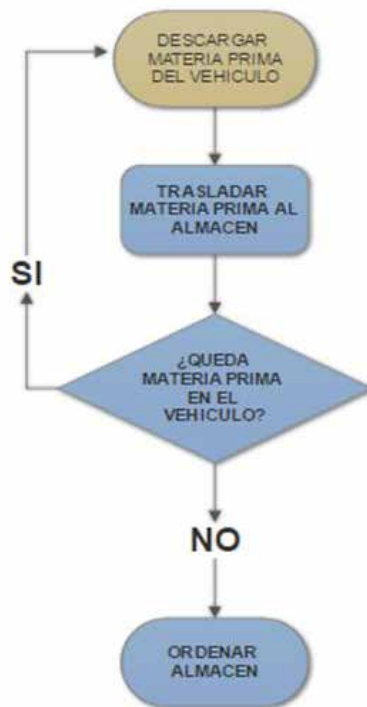 DESCARGAR
MATERIA PRIMA
DEL VEHICULO
TRASLADAR
MATERIA PRIMA AL
ALMACEN
SI
¿QUEDA
MATERIA PRIMA
EN EL
VEHICULO?
NO
ORDENAR
ALMACEN